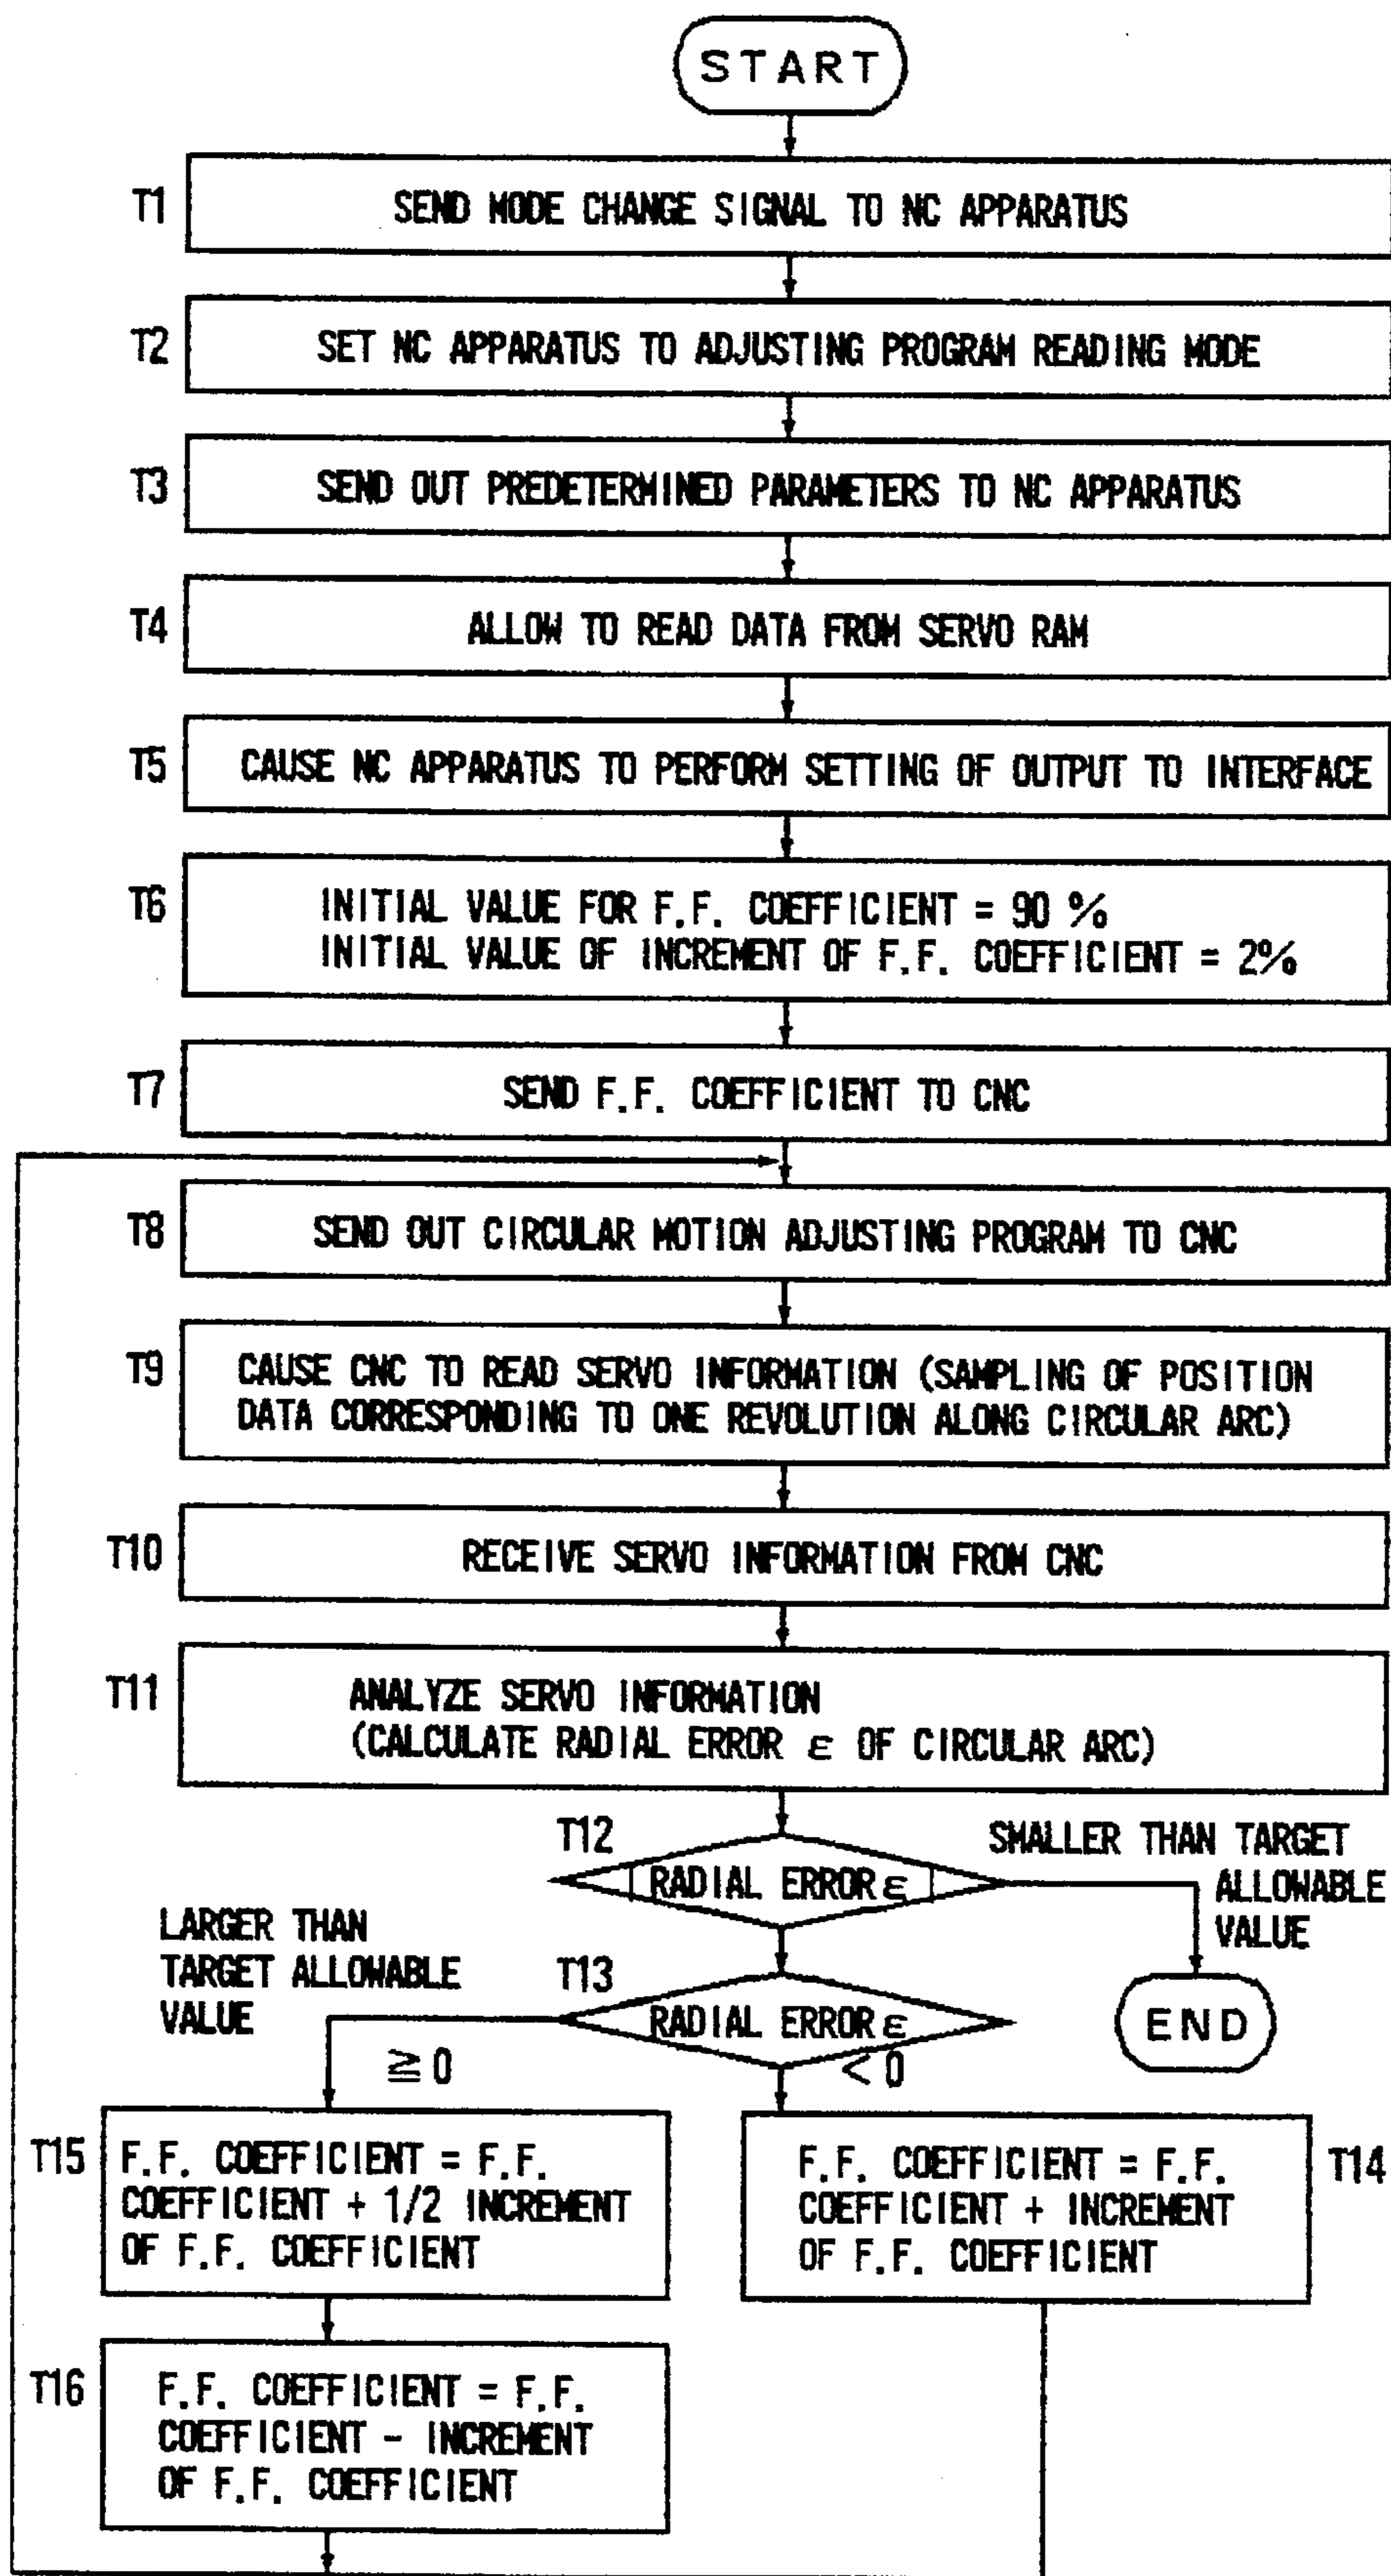 START
T1
SEND MODE CHANGE SIGNAL TO NC APPARATUS
T2
SET NC APPARATUS TO ADJUSTING PROGRAM READING MODE
T3
SEND OUT PREDETERMINED PARAMETERS TO NC APPARATUS
T4
ALLOW TO READ DATA FROM SERVO RAM
T5
CAUSE NC APPARATUS TO PERFORM SETTING OF OUTPUT TO INTERFACE
T6
INITIAL VALUE FOR F.F. COEFFICIENT = 90 %
INITIAL VALUE OF INCREMENT OF F.F. COEFFICIENT = 2%
T7
SEND F.F. COEFFICIENT TO CNC
T8
SEND OUT CIRCULAR MOTION ADJUSTING PROGRAM TO CNC
T9
CAUSE CNC TO READ SERVO INFORMATION (SAMPLING OF POSITION
DATA CORRESPONDING TO ONE REVOLUTION ALONG CIRCULAR ARC)
T10
RECEIVE SERVO INFORMATION FROM CNC
T11
ANALYZE SERVO INFORMATION
(CALCULATE RADIAL ERROR ε OF CIRCULAR ARC)
T12
|RADIAL ERROR ε|
SMALLER THAN TARGET
ALLOWABLE
VALUE
LARGER THAN
TARGET ALLOWABLE
VALUE
T13
RADIAL ERROR ε
END
≧0
<0
T15
F.F. COEFFICIENT = F.F.
COEFFICIENT + 1/2 INCREMENT
OF F.F. COEFFICIENT
T14
F.F. COEFFICIENT = F.F.
COEFFICIENT + INCREMENT
OF F.F. COEFFICIENT
T16
F.F. COEFFICIENT = F.F.
COEFFICIENT - INCREMENT
OF F.F. COEFFICIENT